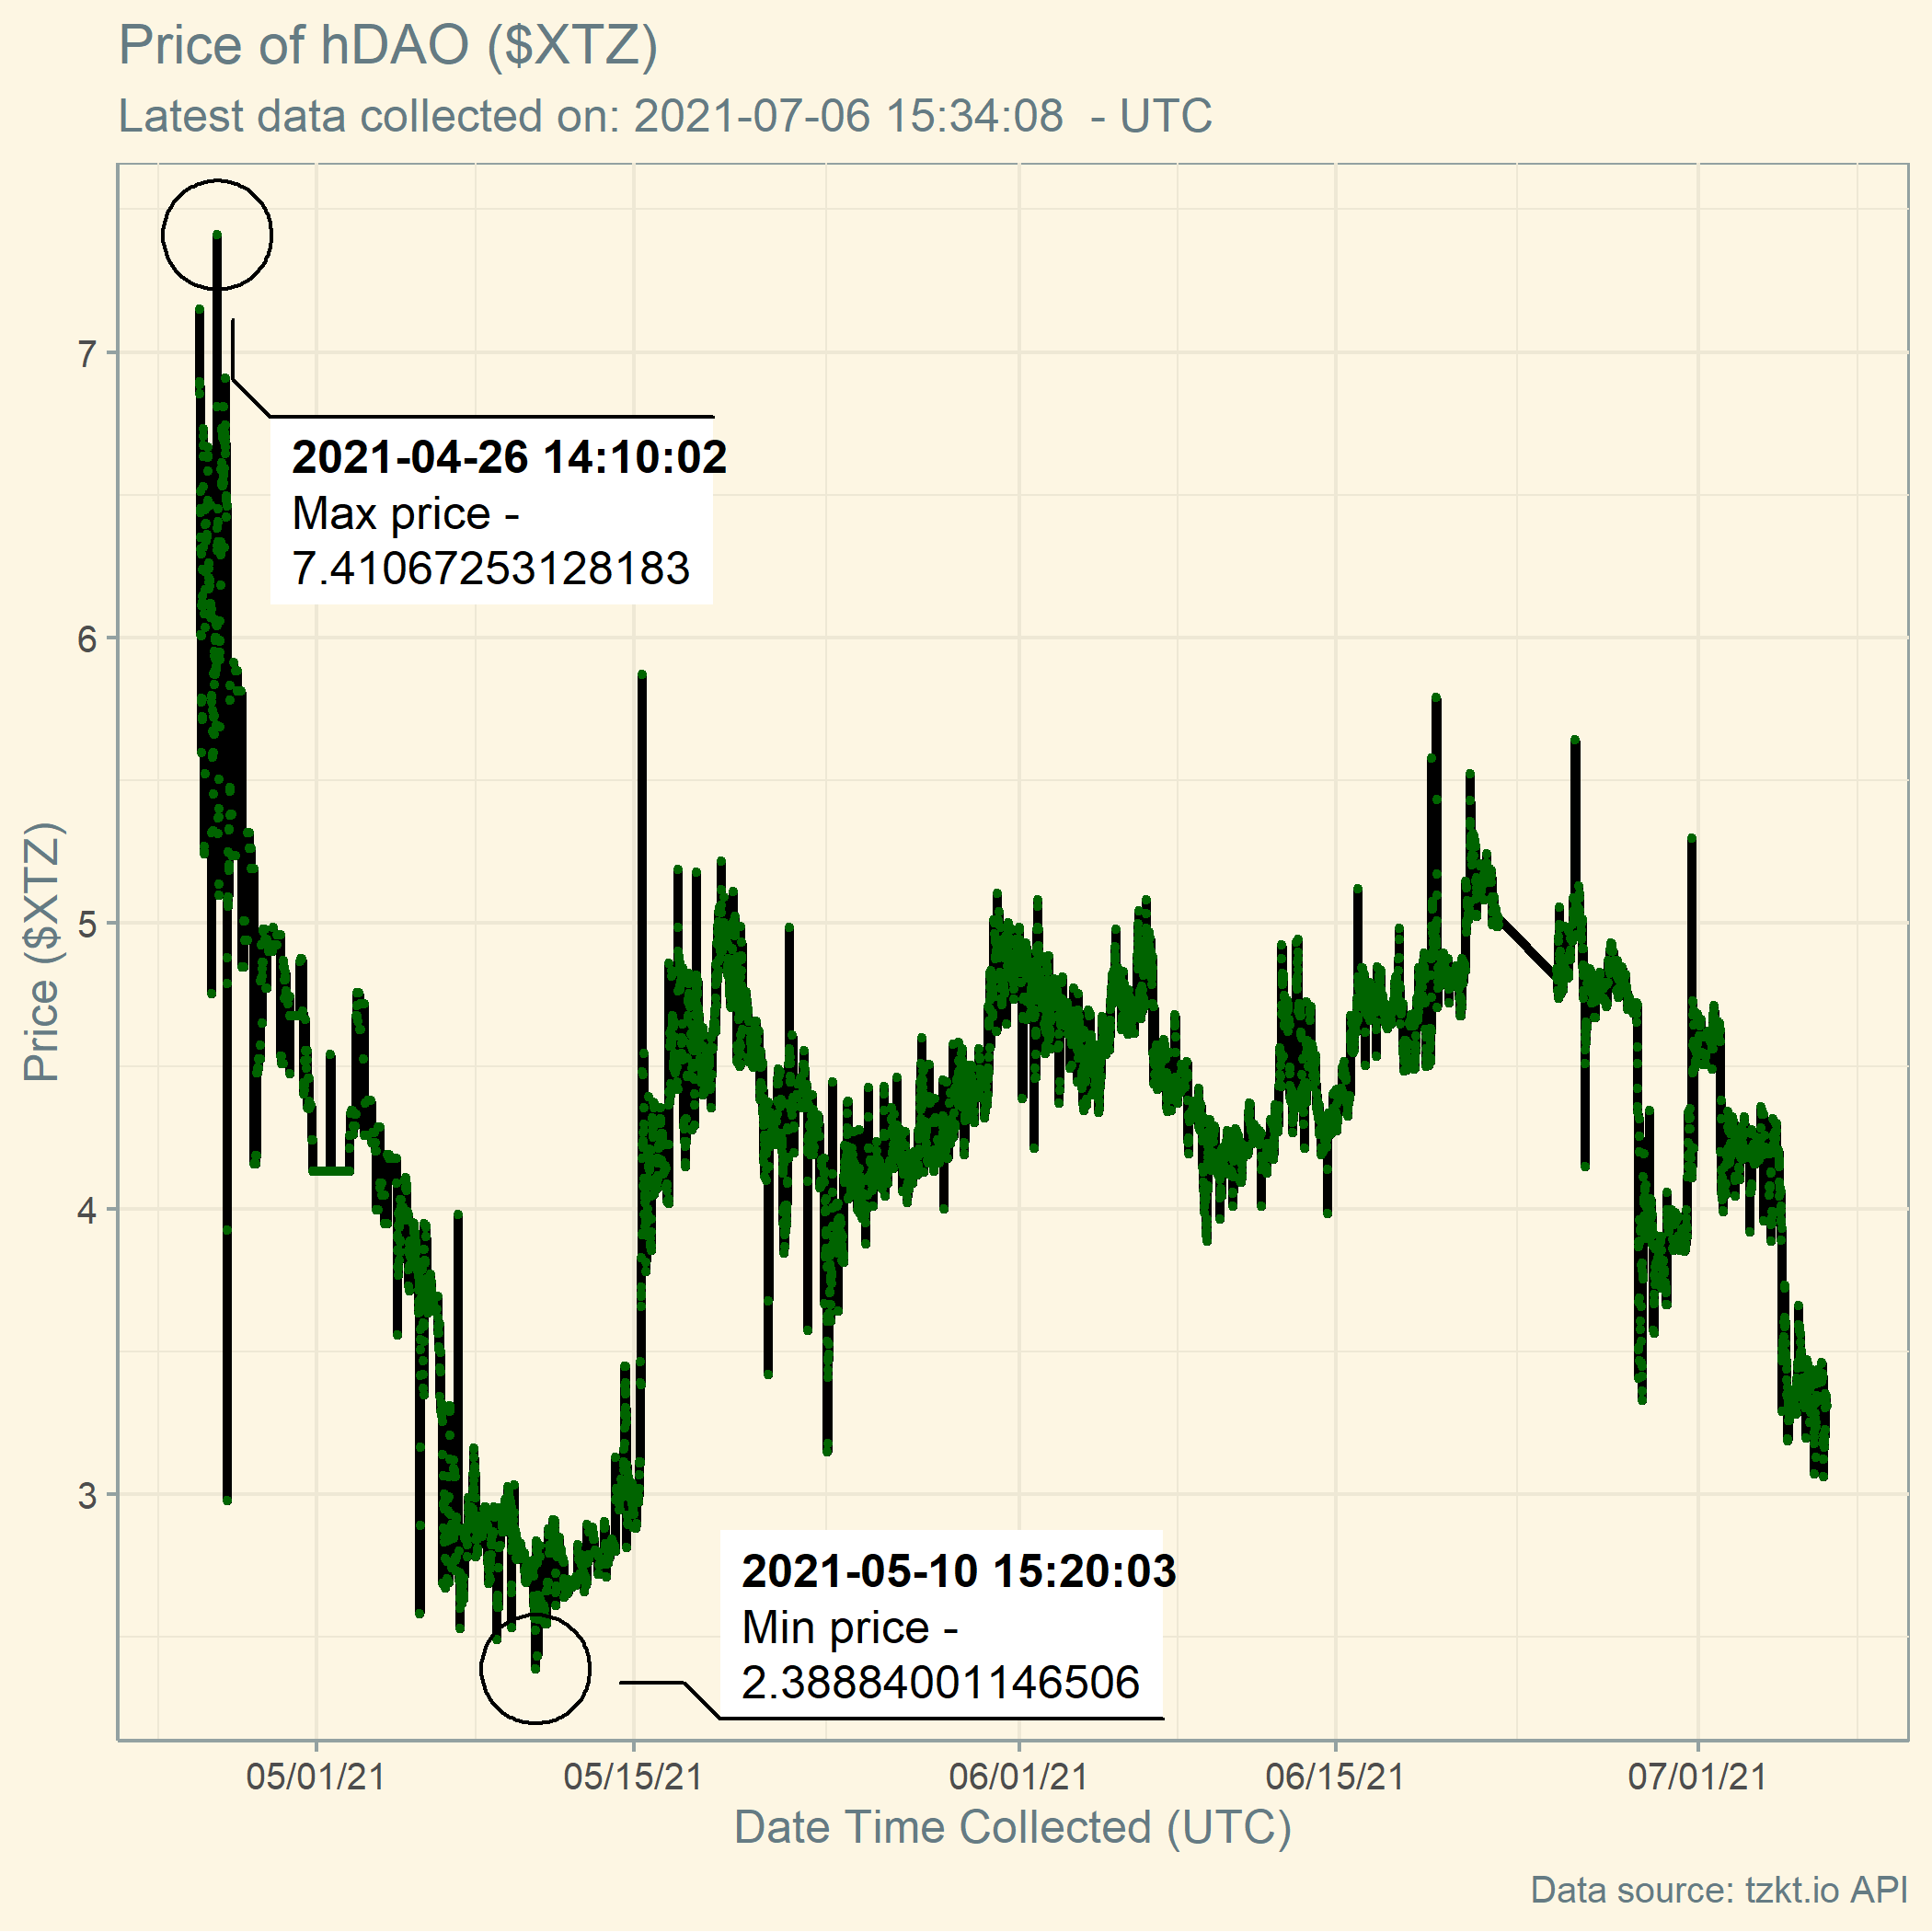 Price of hDAO ($XTZ)
Latest data collected on: 2021-07-06 15:34:08  - UTC
Price ($XTZ)
7
6
5
4
3
2021-04-26 14:10:02
Max price -
7.41067253128183
2021-05-10 15:20:03
Min price -
2.38884001146506
05/01/21 05/15/21 06/01/21 06/15/21 07/01/21
Date Time Collected (UTC)
Data source: tzkt.io API